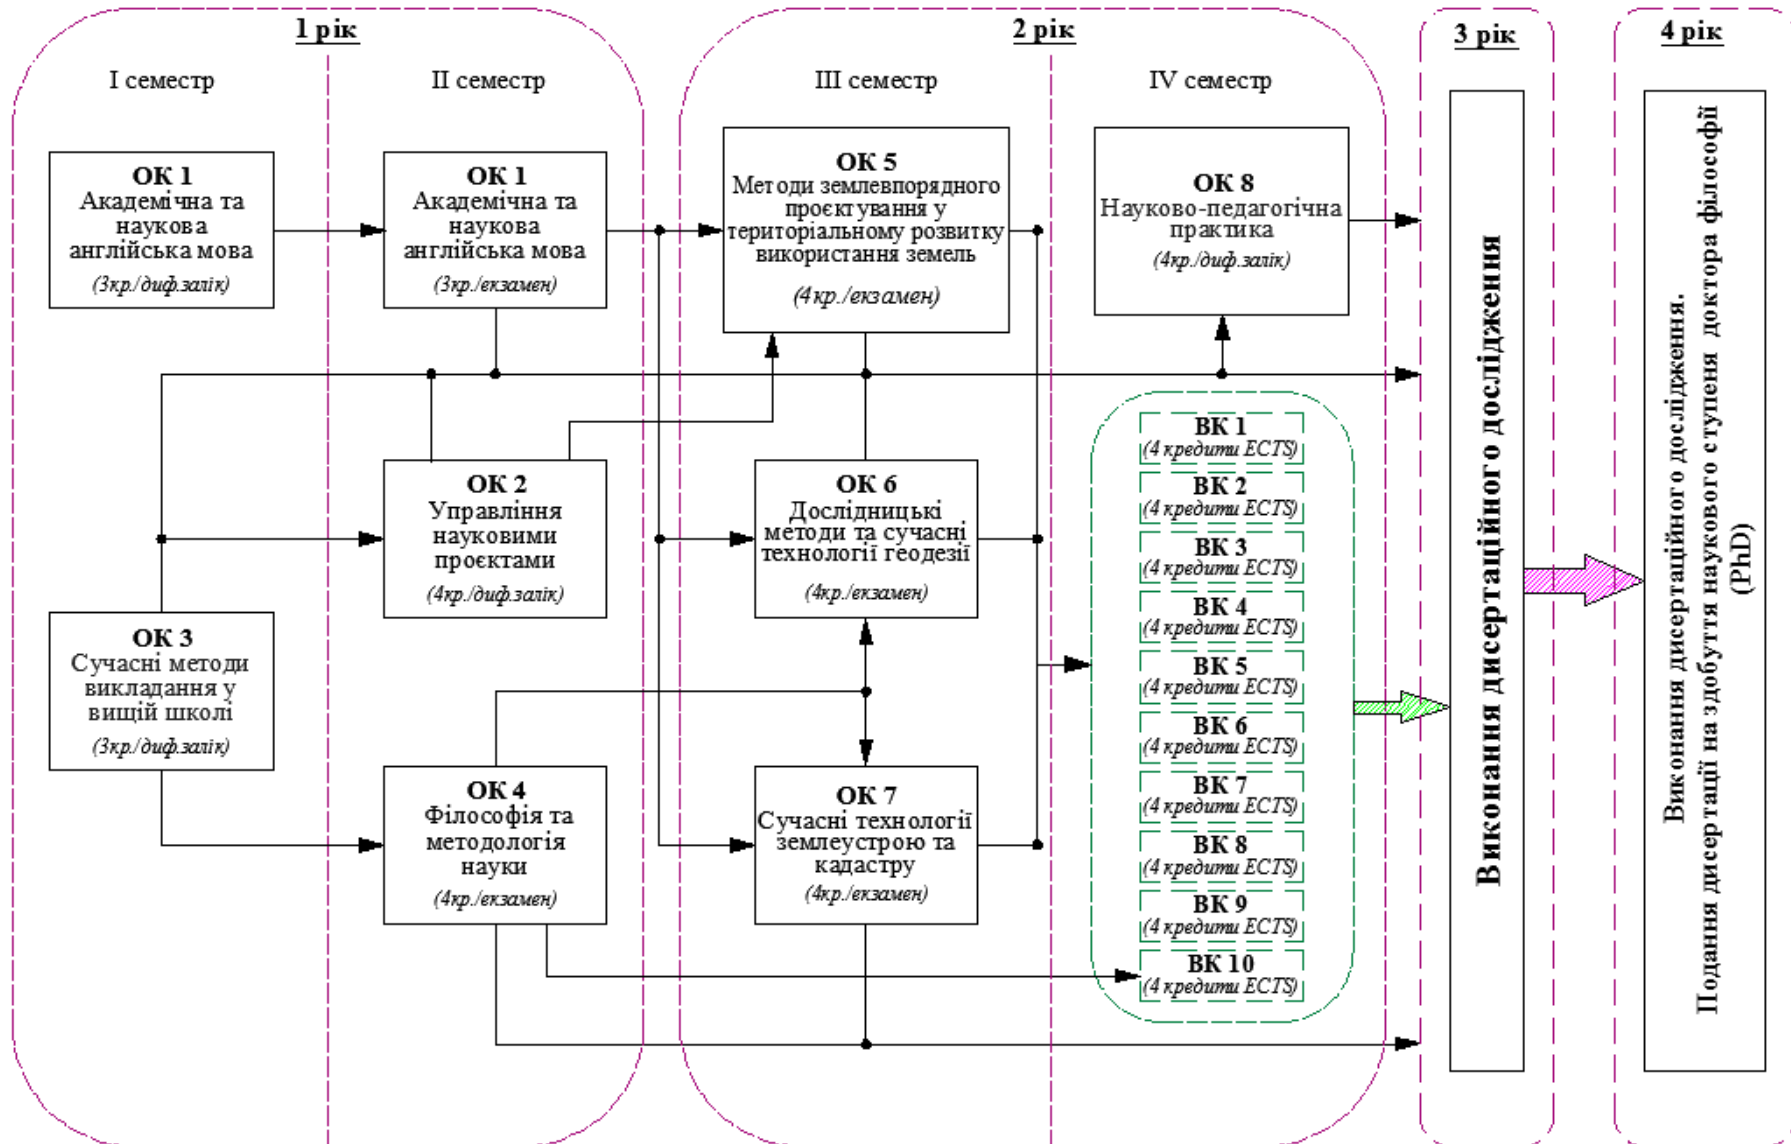 1 рік
I семестр
II семестр
ОК 1
Академічна та
наукова
англійська мова
(3кр./диф.залік)
ОК 1
Академічна та
наукова
англійська мова
(3кр./екзамен)
ОК 2
Управління
науковими
проєктами
(4кр./диф.залік)
ОК 3
Сучасні методи
викладання у
вищій школі
(3кр./диф.залік)
ОК 4
Філософія та
методологія
науки
(4кр./екзамен)
2 рік
III семестр
IV семестр
ОК 5
Методи землевпорядного
проєктування у
територіальному розвитку
використання земель
(4кр./екзамен)
ОК 6
Дослідницькі
методи та сучасні
технології геодезії
(4кр./екзамен)
ОК 7
Сучасні технології
землеустрою та
кадастру
(4кр./екзамен)
ОК 8
Науково-педагогічна
практика
(4кр./диф.залік)
ВК 1
(4 кредити ECTS)
ВК 2
(4 кредити ECTS)
ВК 3
(4 кредити ECTS)
ВК 4
(4 кредити ECTS)
ВК 5
(4 кредити ECTS)
ВК 6
(4 кредити ECTS)
ВК 7
(4 кредити ECTS)
ВК 8
(4 кредити ECTS)
ВК 9
(4 кредити ECTS)
ВК 10
(4 кредити ECTS)
3 рік
Виконання дисертаційного дослідження
4 рік
Виконання дисертаційного дослідження.
Подання дисертації на здобуття наукового ступеня доктора філософії
(PhD)